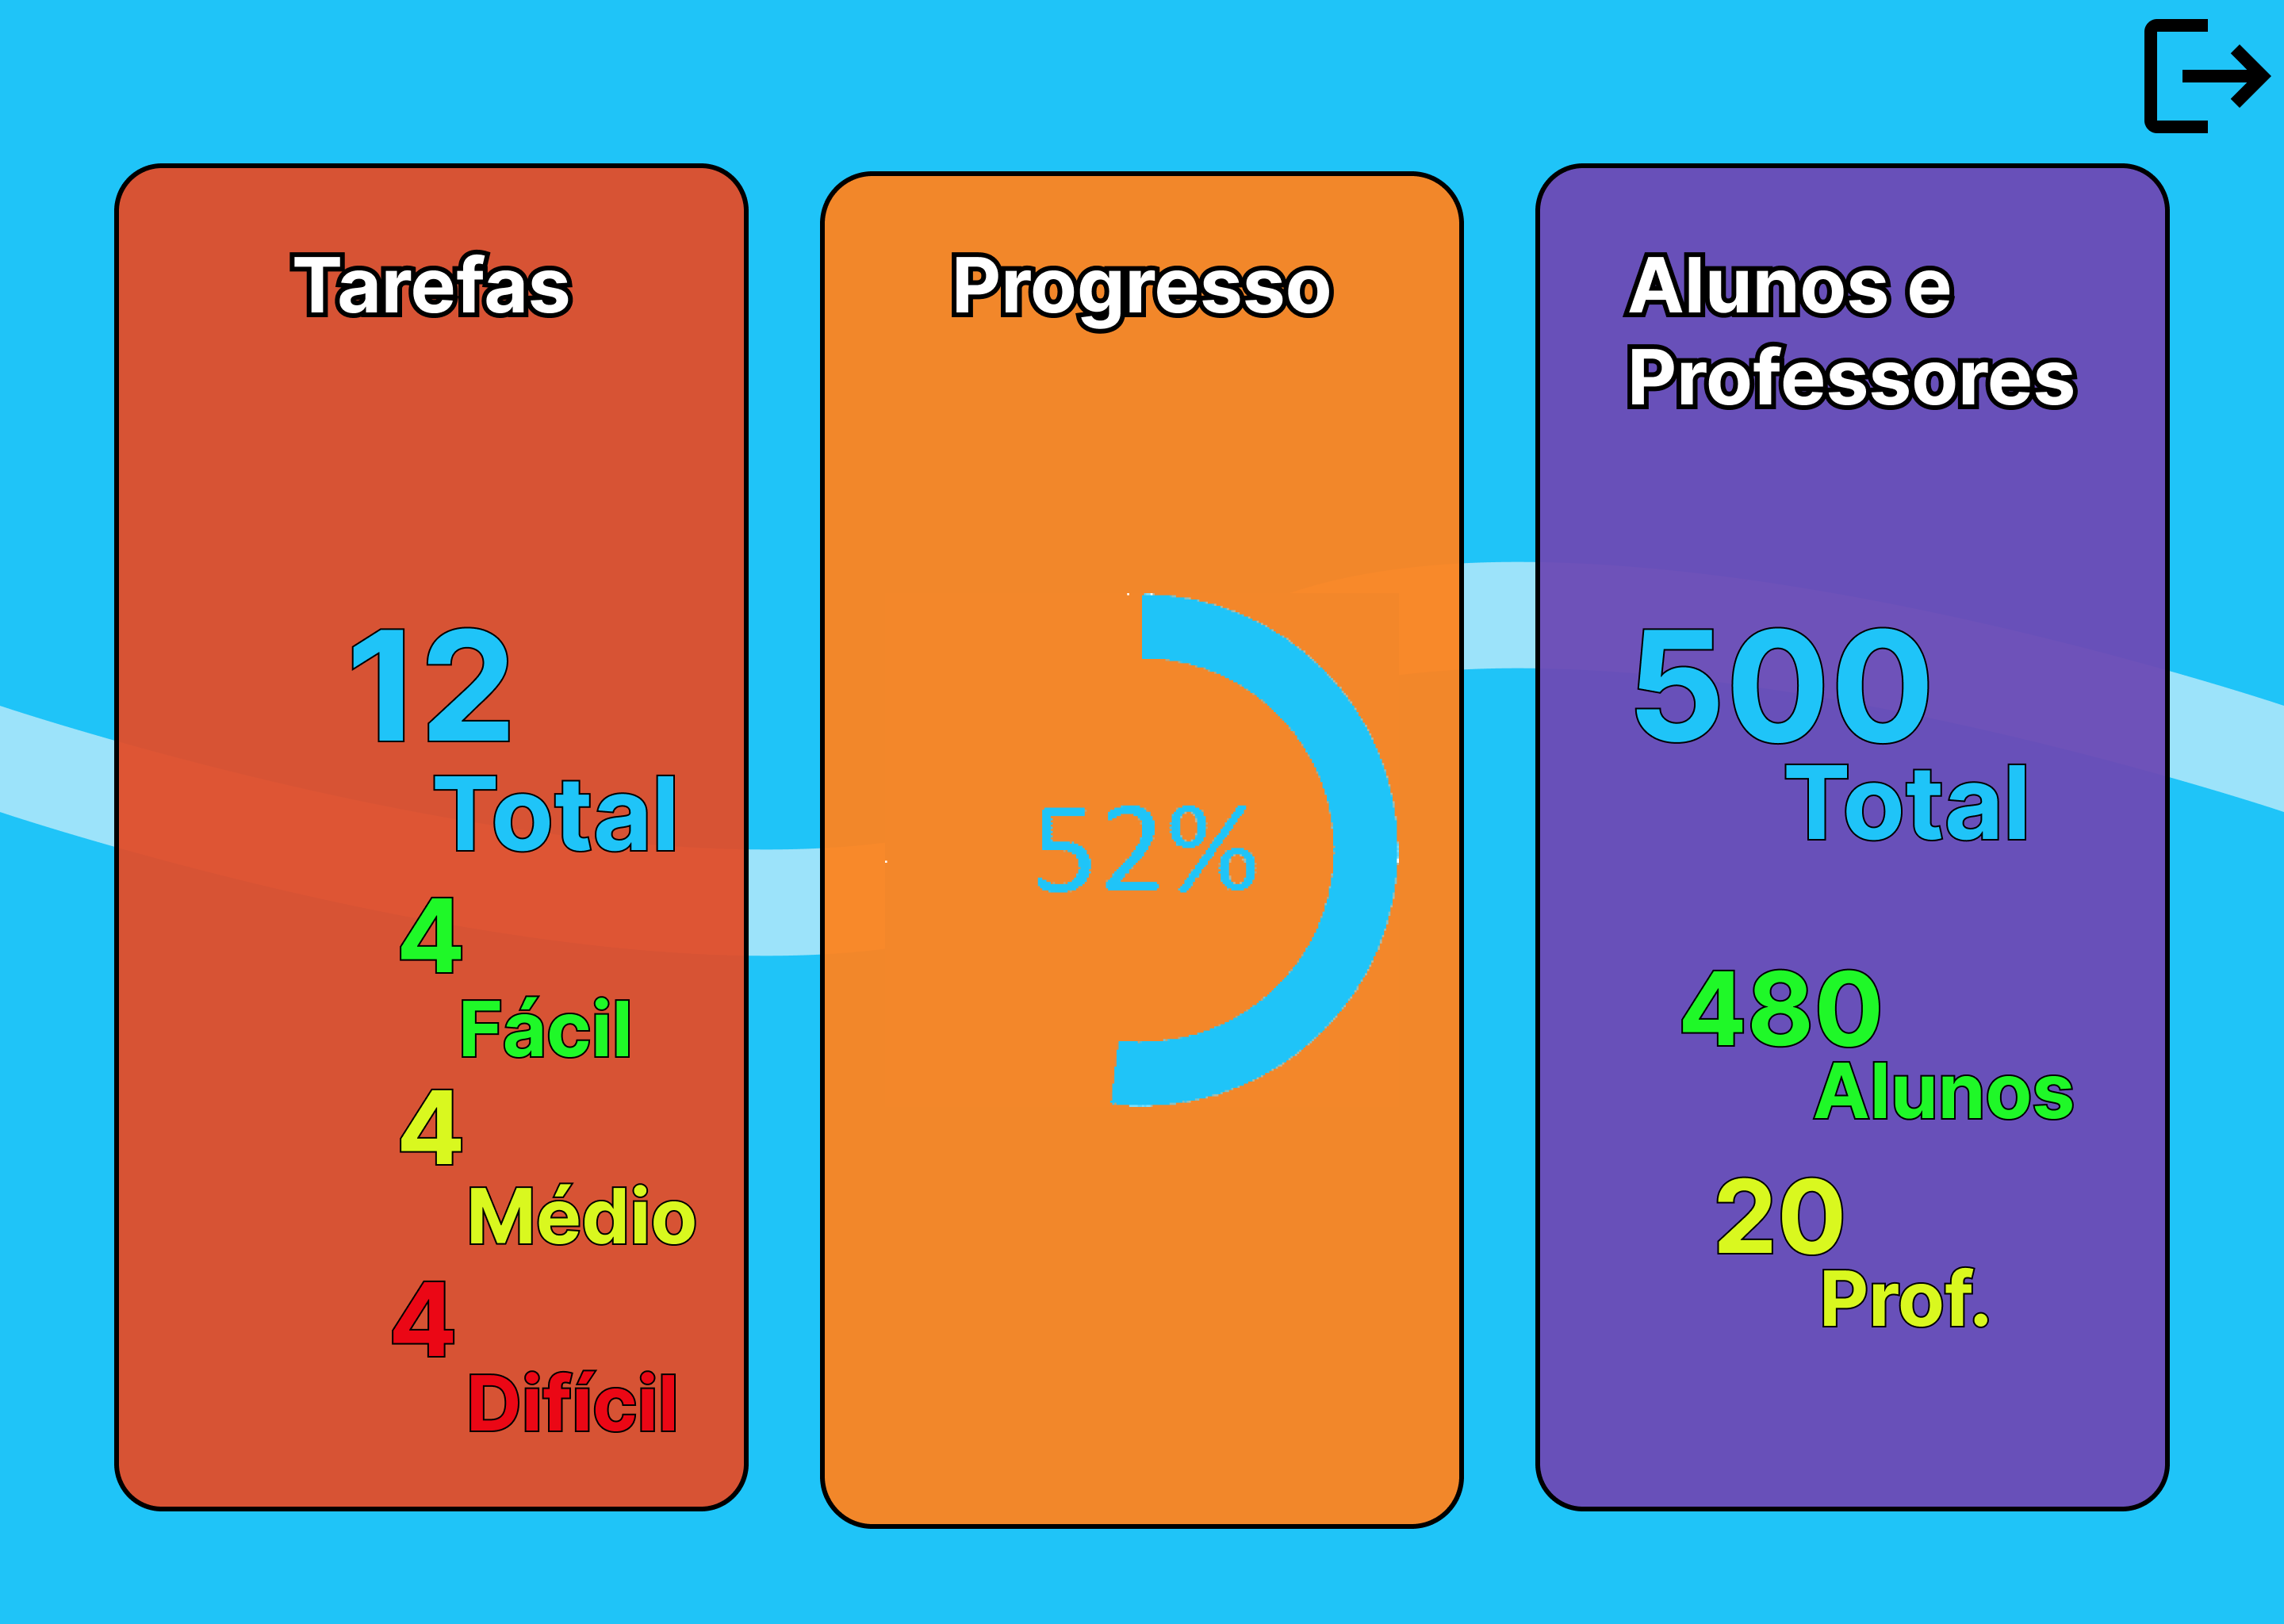 Tarefas
12
Total
4
Fácil
4
Médio
4
Difícil
Progresso
52%
Alunos e
Professores
500
Total
480
Alunos
20
Prof.